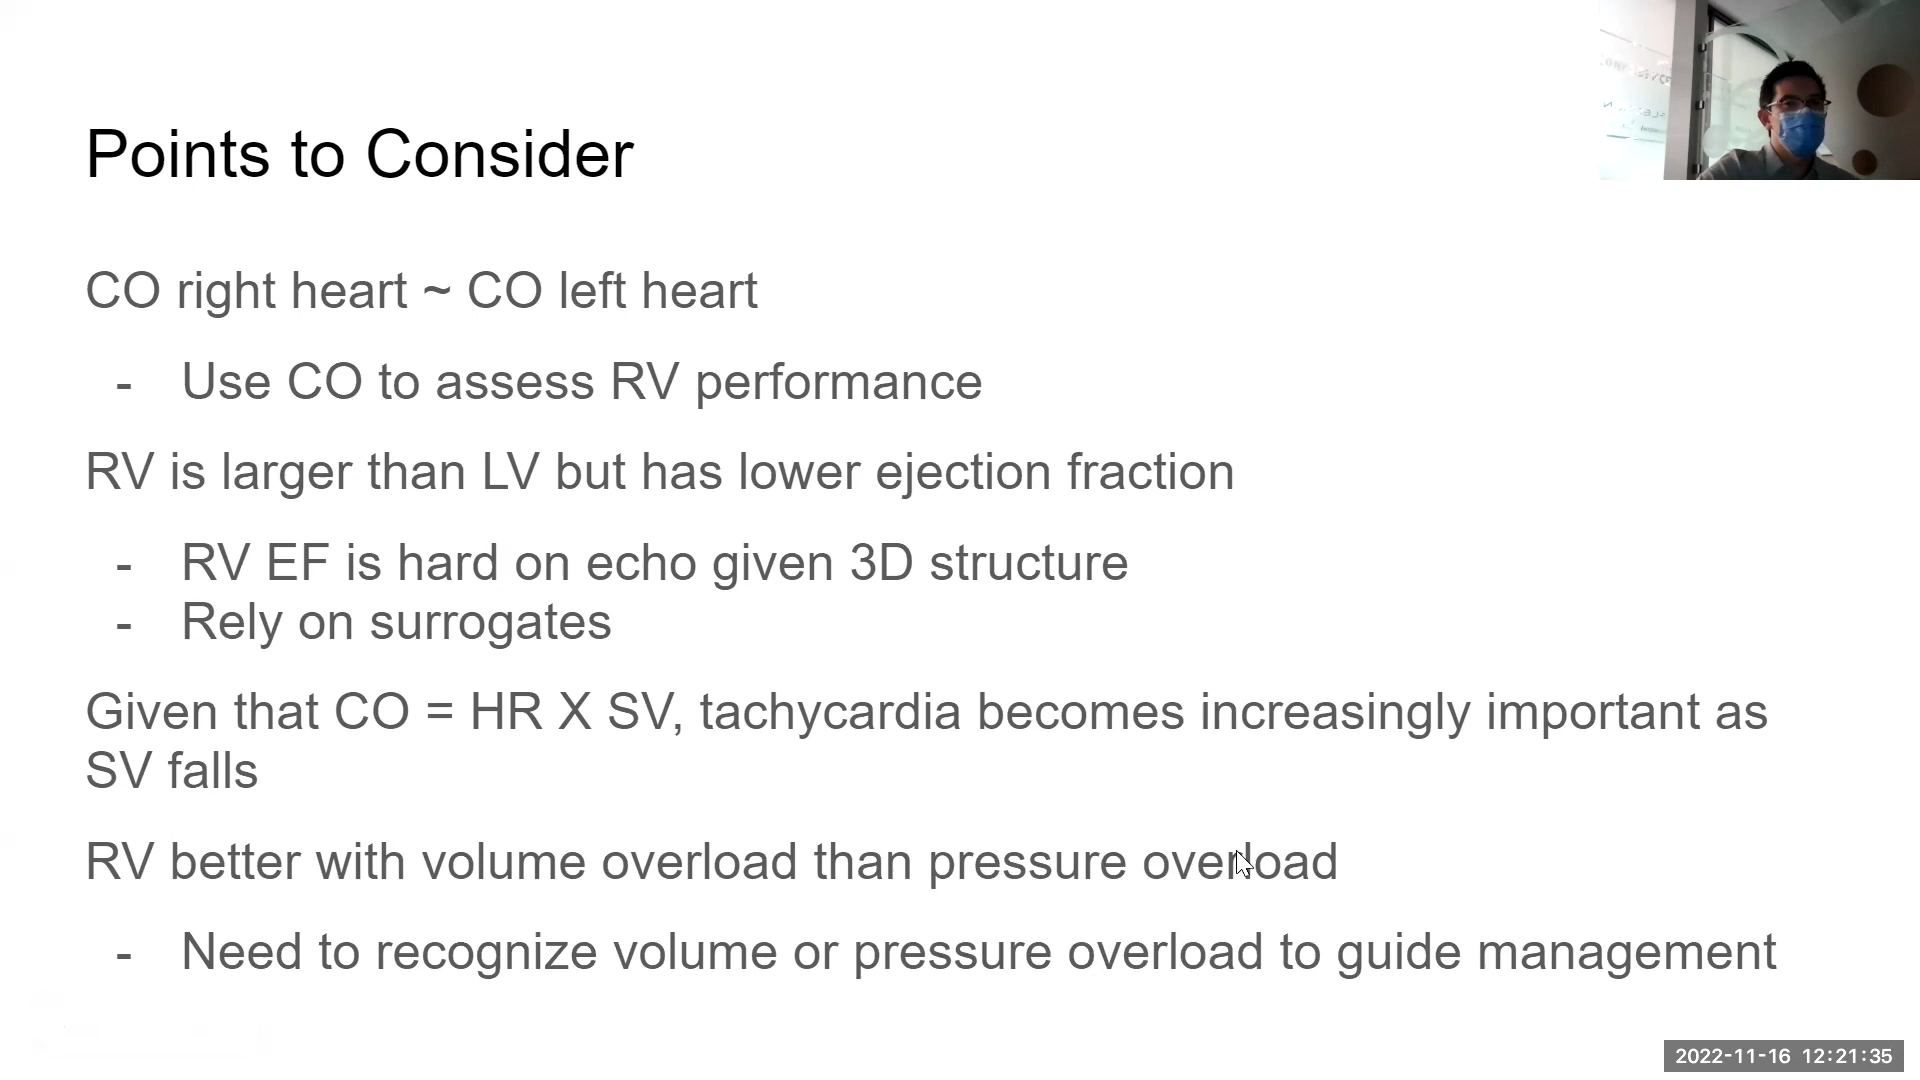 Points to Consider
CO right heart ~ CO left heart
- Use CO to assess RV performance
RV is larger than LV but has lower ejection fraction
- RV EF is hard on echo given 3D structure
- Rely on surrogates
Given that CO = HR X SV, tachycardia becomes increasingly important as
SV falls
RV better with volume overload than pressure overload
- Need to recognize volume or pressure overload to guide management
2022-11-16 12:21:35